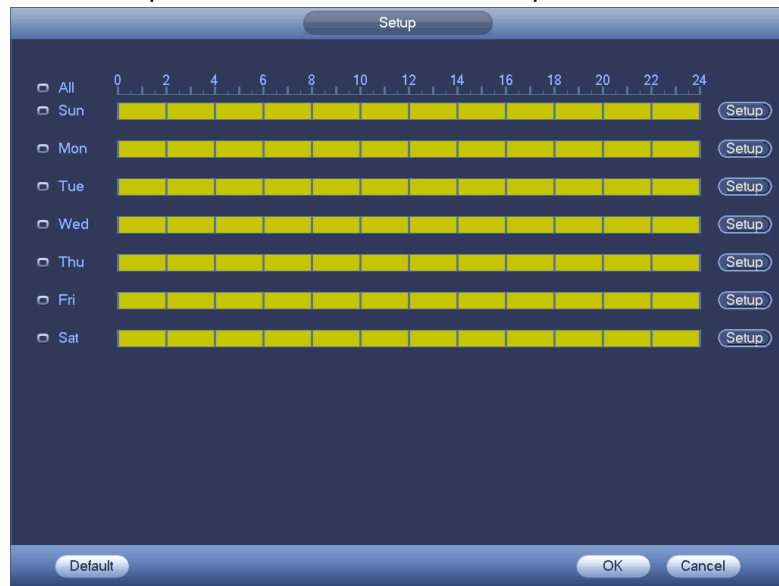 Setup
All 0 2 4 6 8 10 12 14 16 18 20 22 24
Sun Setup
Mon Setup
Tue Setup
Wed Setup
Thu Setup
Fri Setup
Sat Setup
Default OK Cancel